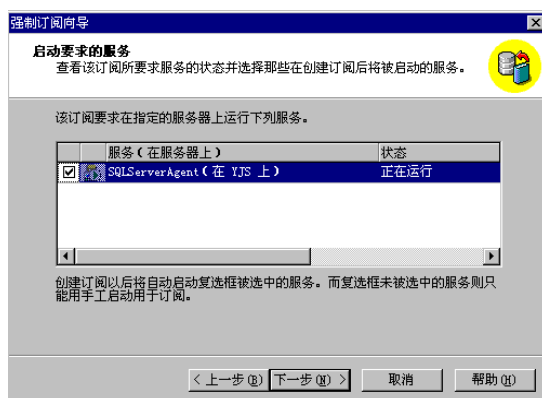 强制订阅向导
启动要求的服务
查看该订阅所要求服务的状态并选择那些在创建订阅后将被启动的服务。
该订阅要求在指定的服务器上运行下列服务。
服务(在服务器上) 状态
SQLServerAgent(在 YJS 上) 正在运行
创建订阅以后将自动启动复选框被选中的服务。而复选框未被选中的服务则只
能用手工启动用于订阅。
< 上一步(B) 下一步(N) > 取消 帮助(H)